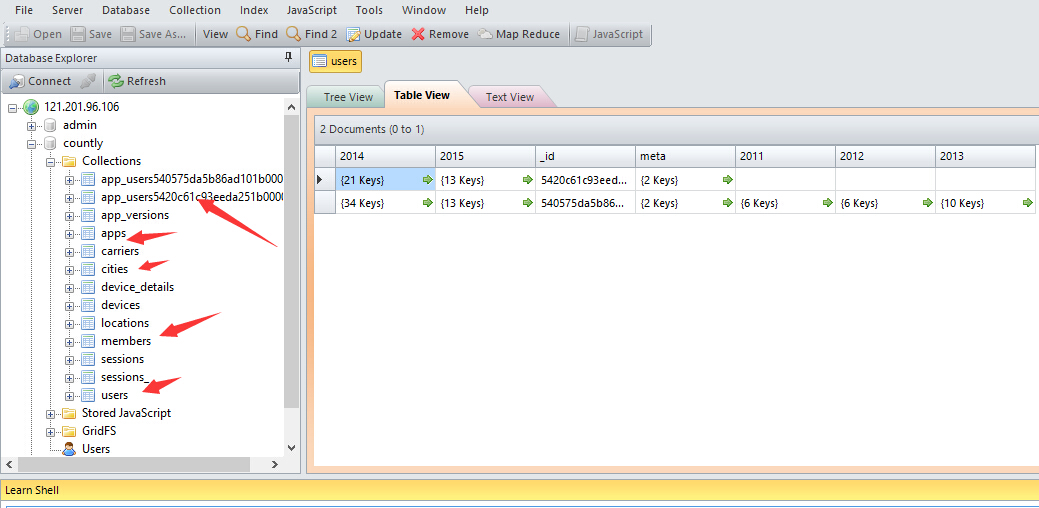 File Server Database Collection Index JavaScript Tools Window Help
Open Save Save As... View Find Find 2 Update Remove Map Reduce JavaScript
Database Explorer
Connect Refresh
121.201.96.106
admin
countly
Collections
app_users540575da5b86ad101b000
app_users5420c61c93eeda251b000
app_versions
apps
carriers
cities
device_details
devices
locations
members
sessions
sessions_
users
Stored JavaScript
GridFS
Users
users
Tree View Table View Text View
2 Documents (0 to 1)
2014 2015 _id meta 2011 2012 2013
{21 Keys} {13 Keys} 5420c61c93eed... {2 Keys}
{34 Keys} {13 Keys} 540575da5b86... {2 Keys} {6 Keys} {6 Keys} {10 Keys}
Learn Shell